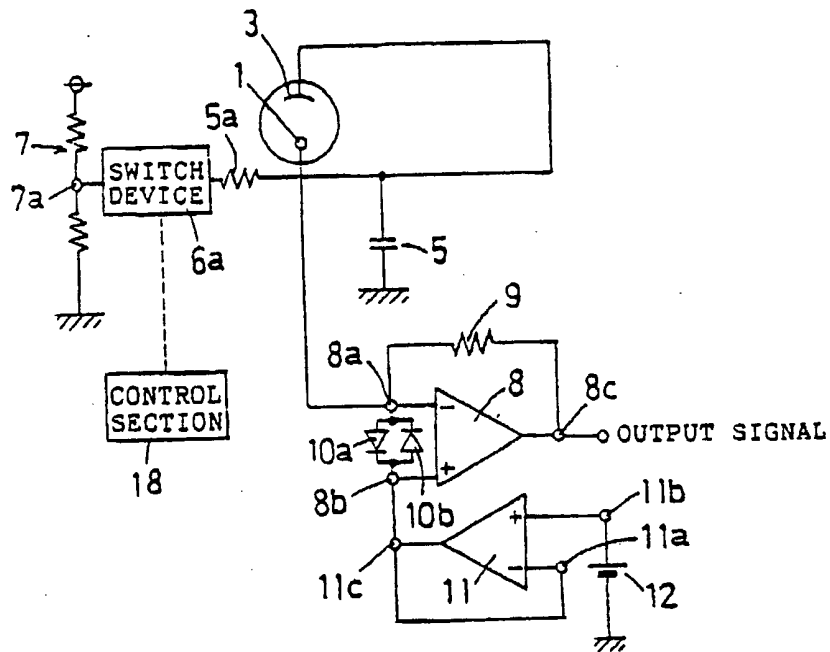 3
1
5a
7
7a
SWITCH
DEVICE
6a
5
9
8a
8
8c
CONTROL
SECTION
18
10a
OUTPUT SIGNAL
8b
10b
11b
11a
11c
11
12
−
+
+
−